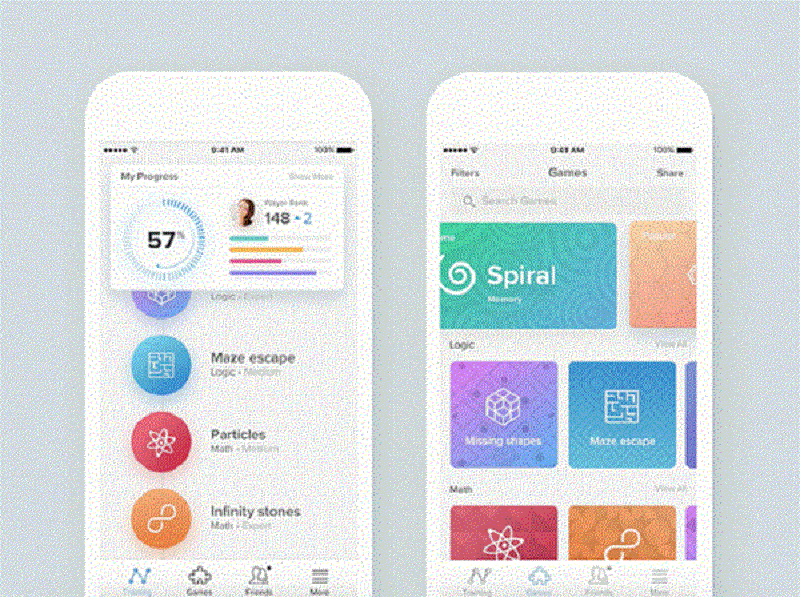 9:41 AM
100%
My Progress
Show More
57%
Player Rank
148 2
Logic • Expert
Maze escape
Logic • Medium
Particles
Math • Medium
Infinity stones
Math • Expert
Training
Games
Friends
More
9:41 AM
100%
Filters
Games
Share
Search Games
Spiral
Memory
Logic
View All
Missing shapes
Maze escape
Math
View All
Training
Games
Friends
More